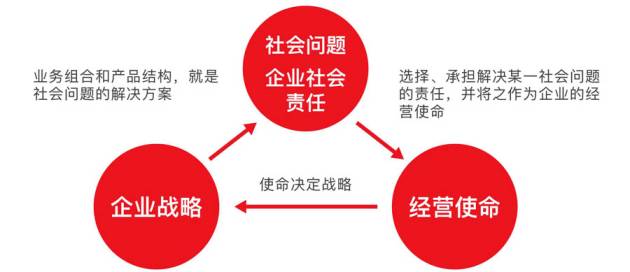 社会问题
企业社会
责任
业务组合和产品结构，就是
社会问题的解决方案
选择、承担解决某一社会问题
的责任，并将之作为企业的经
营使命
使命决定战略
企业战略
经营使命